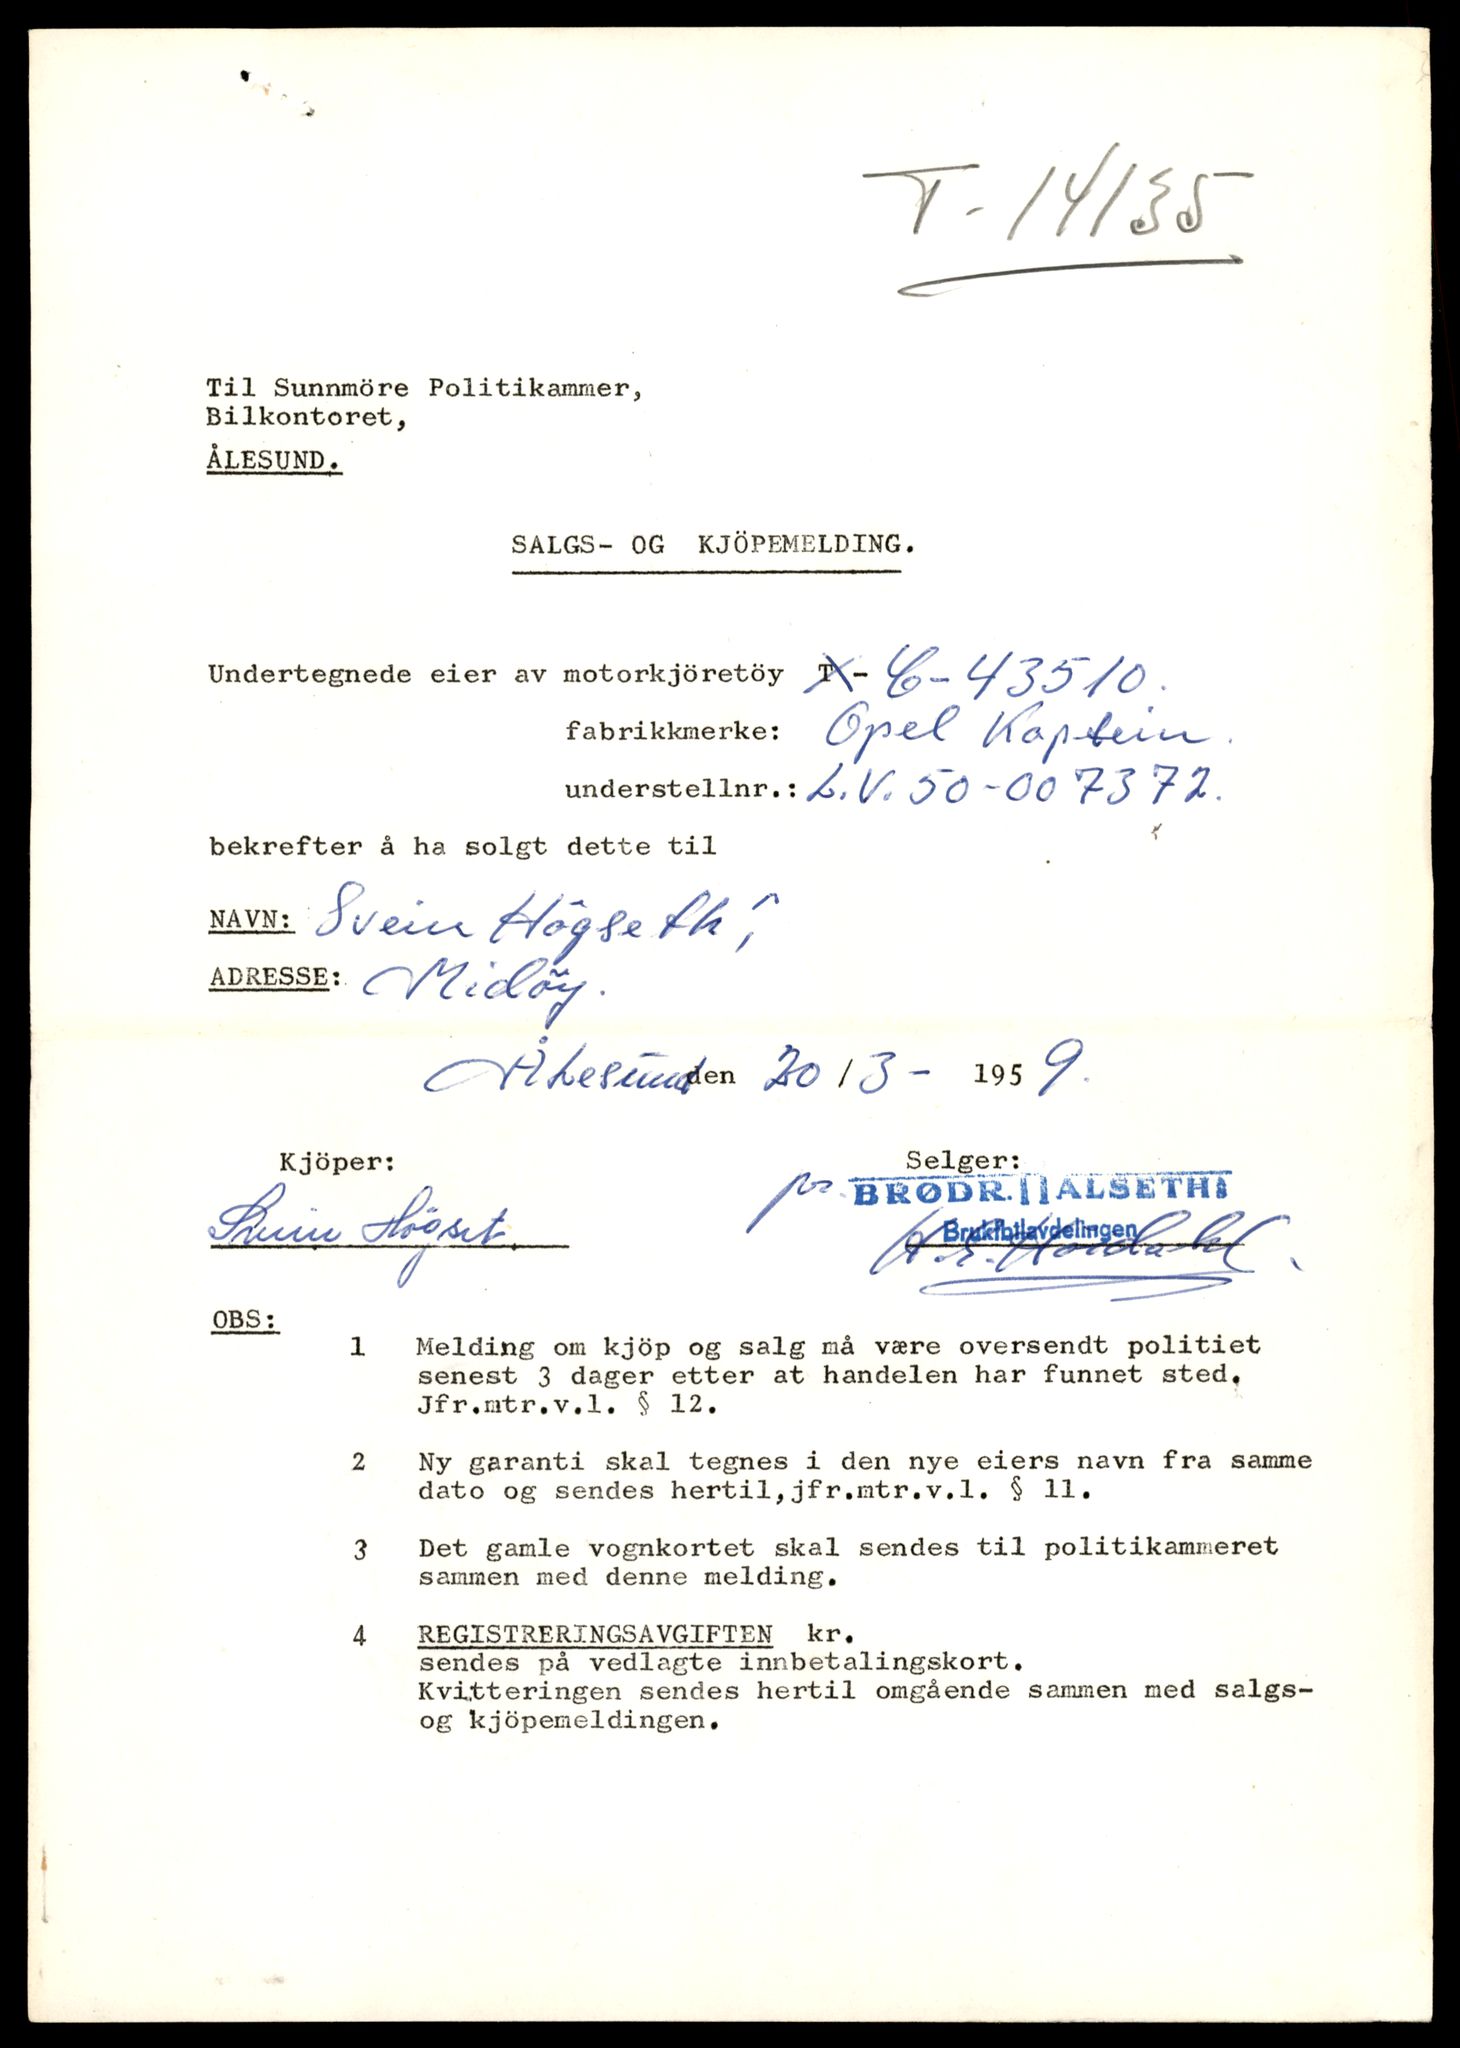 T-14135
Til Sunnmöre Politikammer,
Bilkontoret,
ÅLESUND.
SALGS- OG KJÖPEMELDING.
Undertegnede eier av motorkjöretöy T- C-43510.
fabrikkmerke: Opel Kaptein.
understellnr.: L.V.50-007372.
bekrefter å ha solgt dette til
NAVN: Svein Högseth,
ADRESSE: Midöy.
Ålesund den 20/3- 1959.
Kjöper: Selger:
pr. BRØDR. HALSETH
Svein Högset Bruktbilavdelingen
OBS:
1 Melding om kjöp og salg må være oversendt politiet
senest 3 dager etter at handelen har funnet sted.
Jfr.mtr.v.l. § 12.
2 Ny garanti skal tegnes i den nye eiers navn fra samme
dato og sendes hertil,jfr.mtr.v.l. § 11.
3 Det gamle vognkortet skal sendes til politikammeret
sammen med denne melding.
4 REGISTRERINGSAVGIFTEN kr.
sendes på vedlagte innbetalingskort.
Kvitteringen sendes hertil omgående sammen med salgs-
og kjöpemeldingen.